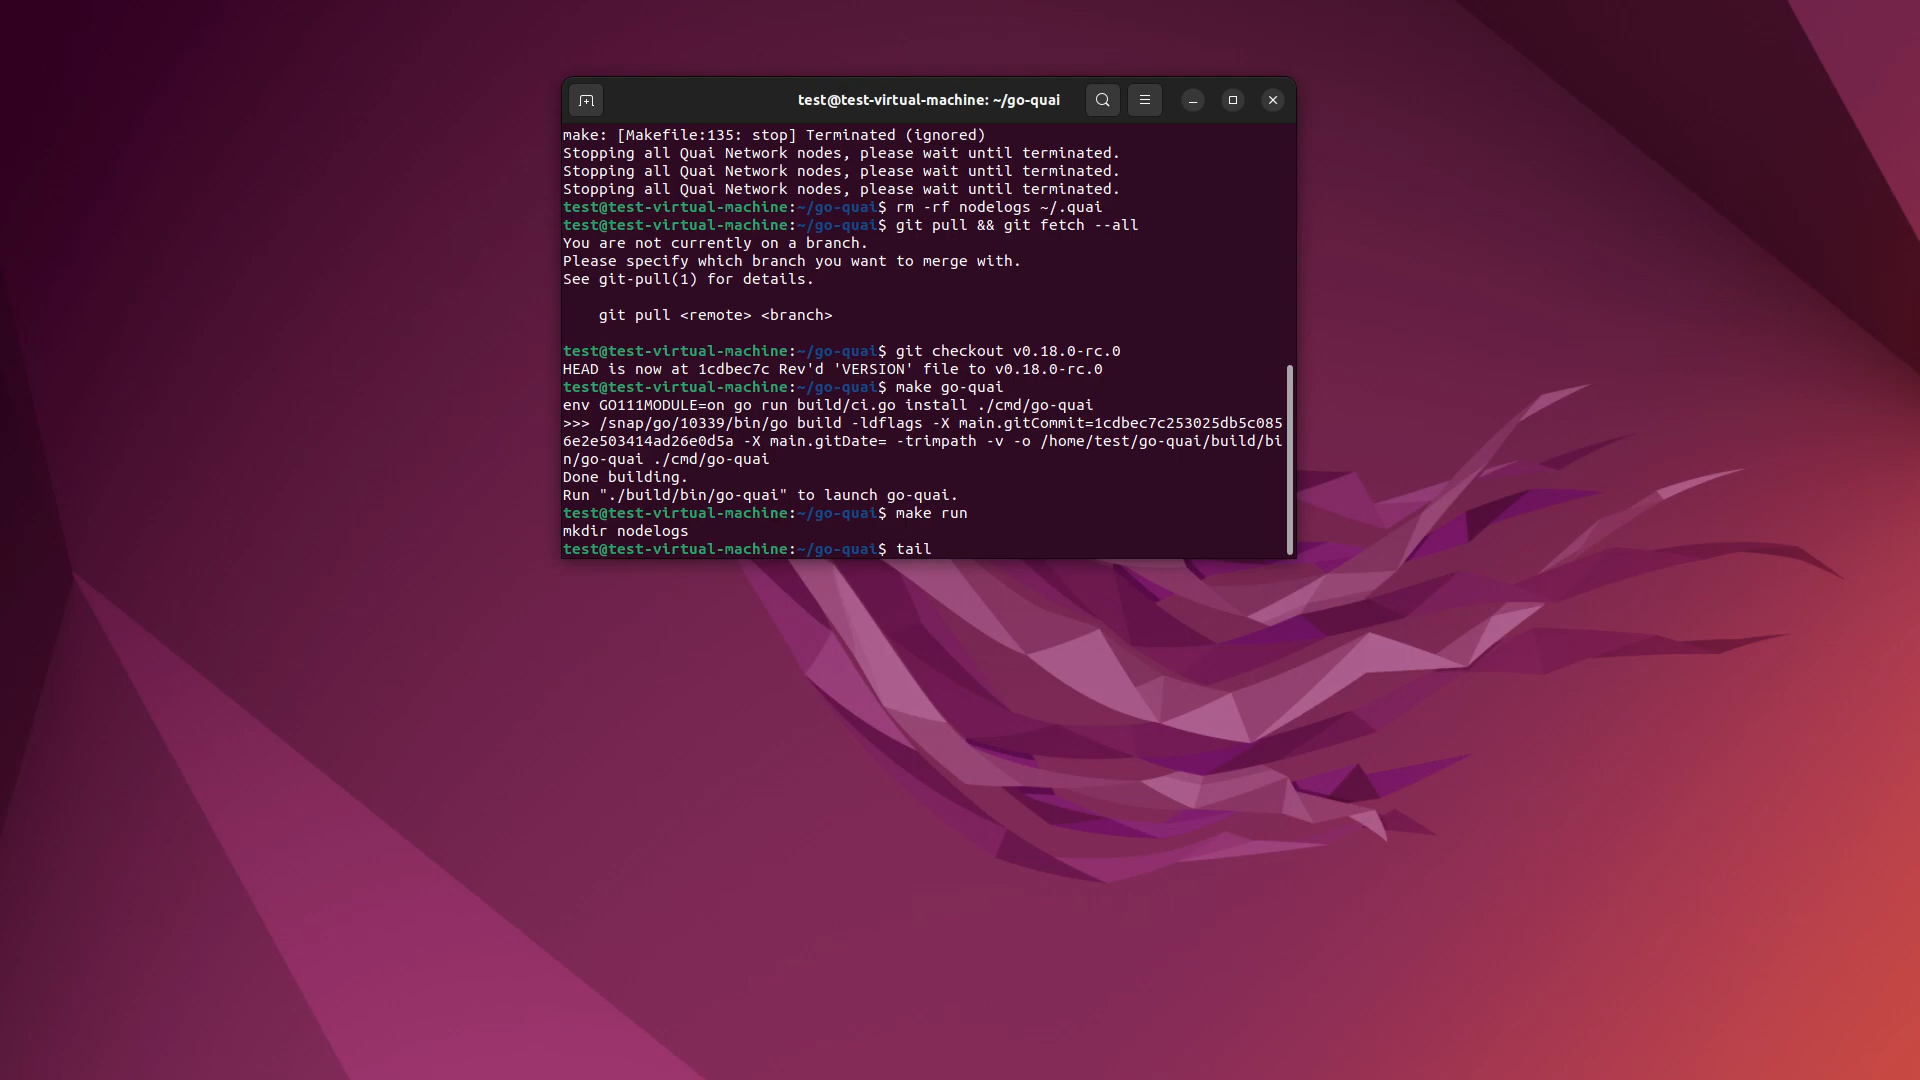 test@test-virtual-machine: ~/go-quai
make: [Makefile:135: stop] Terminated (ignored)
Stopping all Quai Network nodes, please wait until terminated.
Stopping all Quai Network nodes, please wait until terminated.
Stopping all Quai Network nodes, please wait until terminated.
test@test-virtual-machine:~/go-quai$ rm -rf nodelogs ~/.quai
test@test-virtual-machine:~/go-quai$ git pull && git fetch --all
You are not currently on a branch.
Please specify which branch you want to merge with.
See git-pull(1) for details.
    git pull <remote> <branch>
test@test-virtual-machine:~/go-quai$ git checkout v0.18.0-rc.0
HEAD is now at 1cdbec7c Rev'd 'VERSION' file to v0.18.0-rc.0
test@test-virtual-machine:~/go-quai$ make go-quai
env GO111MODULE=on go run build/ci.go install ./cmd/go-quai
>>> /snap/go/10339/bin/go build -ldflags -X main.gitCommit=1cdbec7c253025db5c085
6e2e503414ad26e0d5a -X main.gitDate= -trimpath -v -o /home/test/go-quai/build/bi
n/go-quai ./cmd/go-quai
Done building.
Run "./build/bin/go-quai" to launch go-quai.
test@test-virtual-machine:~/go-quai$ make run
mkdir nodelogs
test@test-virtual-machine:~/go-quai$ tail